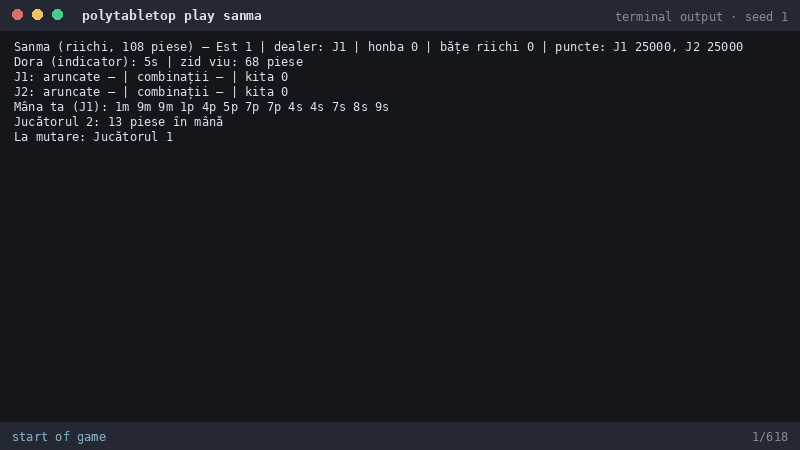 polytabletop play sanma
terminal output · seed 1
Sanma (riichi, 108 piese) — Est 1 | dealer: J1 | honba 0 | bățe riichi 0 | puncte: J1 25000, J2 25000
Dora (indicator): 5s | zid viu: 68 piese
J1: aruncate — | combinații — | kita 0
J2: aruncate — | combinații — | kita 0
Mâna ta (J1): 1m 9m 9m 1p 4p 5p 7p 7p 4s 4s 7s 8s 9s
Jucătorul 2: 13 piese în mână
La mutare: Jucătorul 1
start of game
1/618